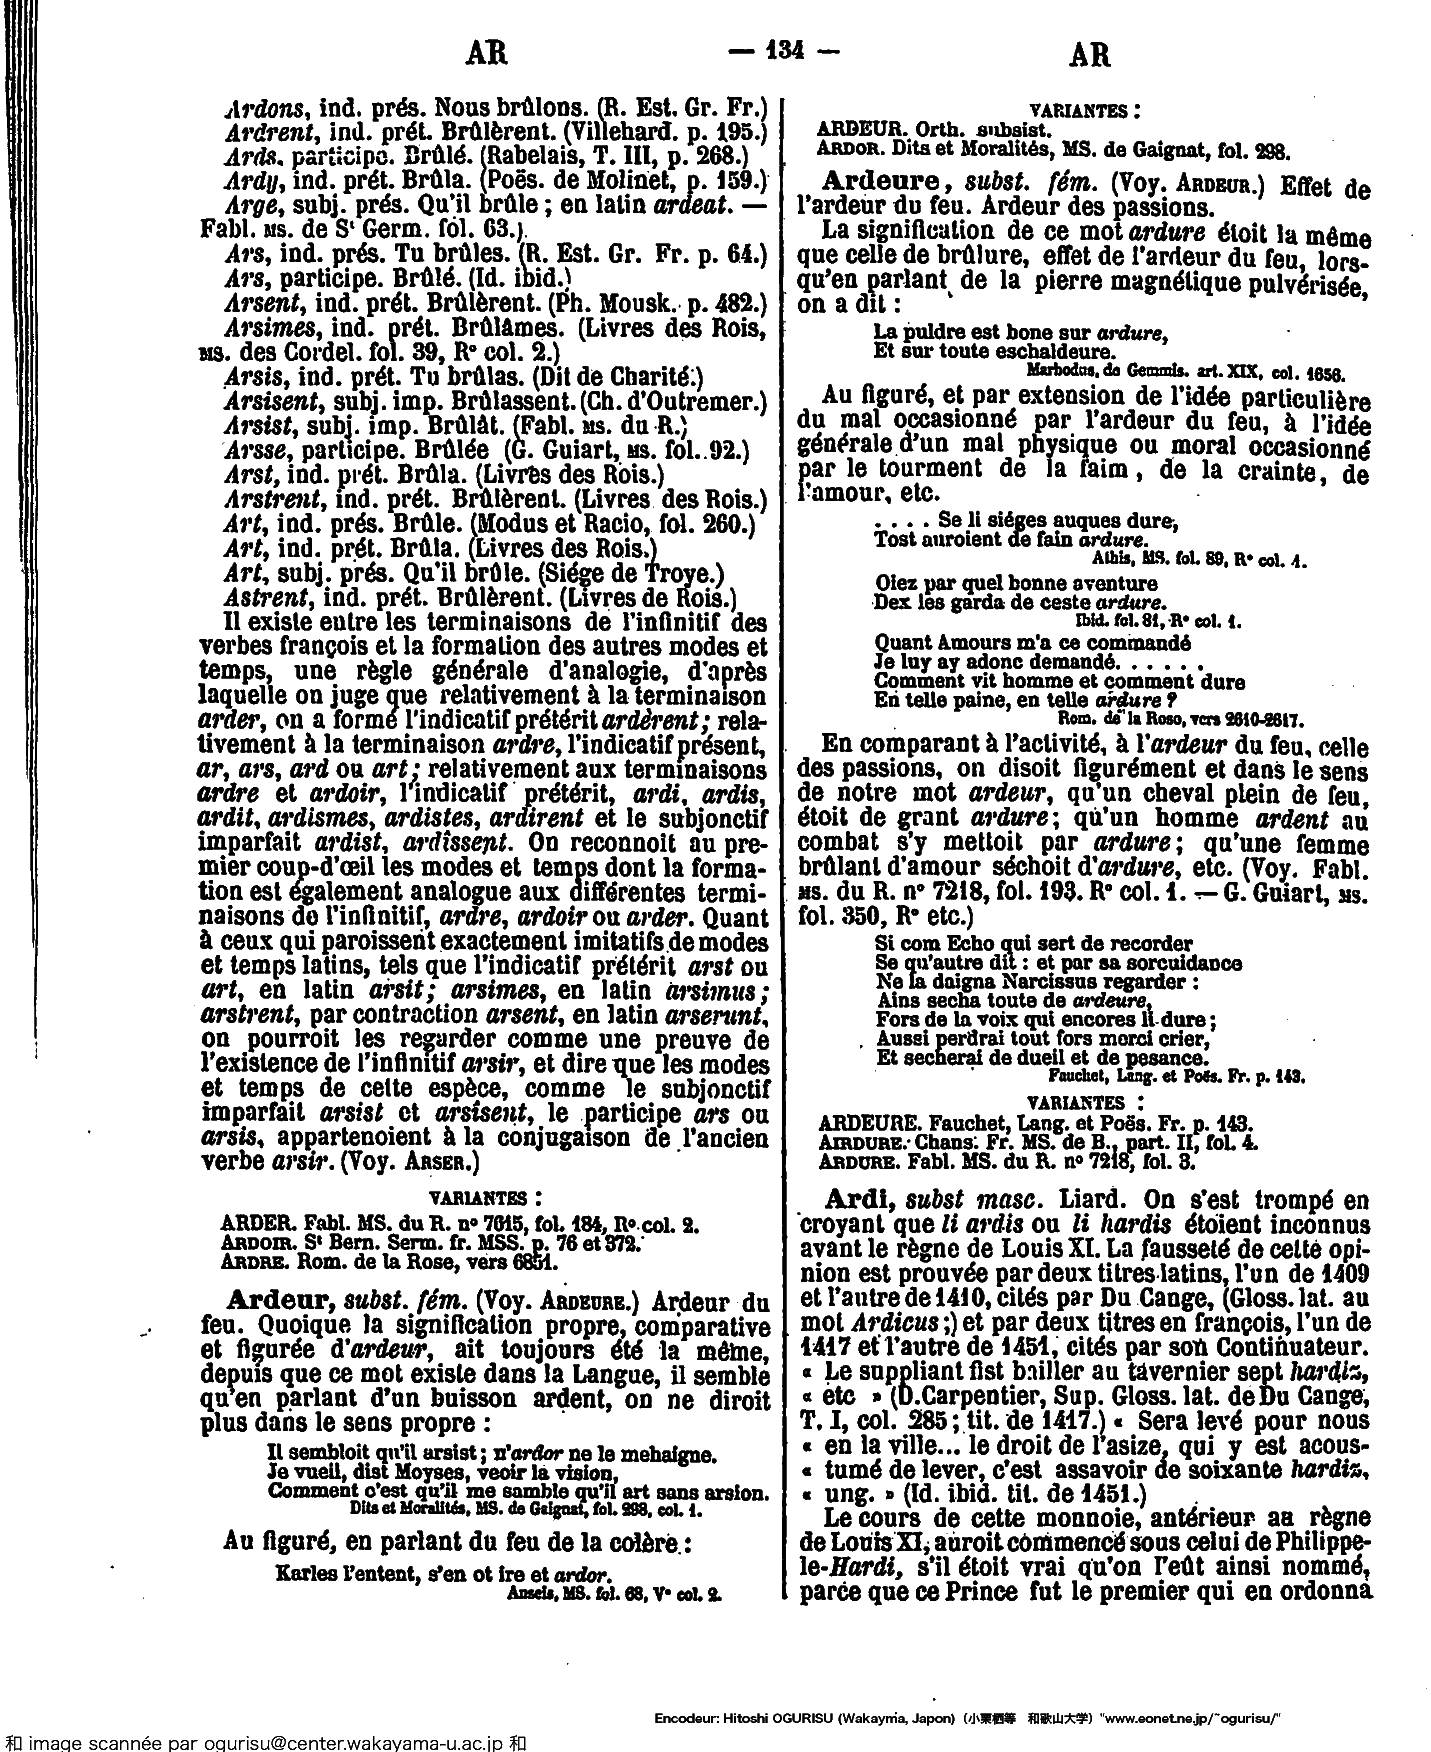 AR
— 134 —
AR
Ardons, ind. prés. Nous brûlons. (R. Est. Gr. Fr.)
Ardrent, ind. prét. Brûlèrent. (Villehard. p. 195.)
Ards, participe. Brûlé. (Rabelais, T. III, p. 268.)
Ardy, ind. prét. Brûla. (Poës. de Molinet, p. 159.)
Arge, subj. prés. Qu'il brûle ; en latin ardeat. —
Fabl. MS. de St Germ. fol. 63.)
Ars, ind. prés. Tu brûles. (R. Est. Gr. Fr. p. 64.)
Ars, participe. Brûlé. (Id. ibid.)
Arsent, ind. prét. Brûlèrent. (Ph. Mousk. p. 482.)
Arsimes, ind. prét. Brûlâmes. (Livres des Rois,
MS. des Cordel. fol. 39, R° col. 2.)
Arsis, ind. prét. Tu brûlas. (Dit de Charité.)
Arsisent, subj. imp. Brûlassent. (Ch. d'Outremer.)
Arsist, subj. imp. Brûlât. (Fabl. MS. du R.)
Arsse, participe. Brûlée (G. Guiart, MS. fol. 92.)
Arst, ind. prét. Brûla. (Livres des Rois.)
Arstrent, ind. prét. Brûlèrent. (Livres des Rois.)
Art, ind. prés. Brûle. (Modus et Racio, fol. 260.)
Art, ind. prét. Brûla. (Livres des Rois.)
Art, subj. prés. Qu'il brûle. (Siége de Troye.)
Astrent, ind. prét. Brûlèrent. (Livres de Rois.)
Il existe entre les terminaisons de l'infinitif des
verbes françois et la formation des autres modes et
temps, une règle générale d'analogie, d'après
laquelle on juge que relativement à la terminaison
arder, on a formé l'indicatif prétérit ardèrent ; rela-
tivement à la terminaison ardre, l'indicatif présent,
ar, ars, ard ou art ; relativement aux terminaisons
ardre et ardoir, l'indicatif prétérit, ardi, ardis,
ardit, ardismes, ardistes, ardirent et le subjonctif
imparfait ardist, ardîssent. On reconnoit au pre-
mier coup-d'œil les modes et temps dont la forma-
tion est également analogue aux différentes termi-
naisons de l'infinitif, ardre, ardoir ou arder. Quant
à ceux qui paroissent exactement imitatifs de modes
et temps latins, tels que l'indicatif prétérit arst ou
art, en latin arsit ; arsimes, en latin arsimus ;
arstrent, par contraction arsent, en latin arserunt,
on pourroit les regarder comme une preuve de
l'existence de l'infinitif arsir, et dire que les modes
et temps de cette espèce, comme le subjonctif
imparfait arsist et arsisent, le participe ars ou
arsis, appartenoient à la conjugaison de l'ancien
verbe arsir. (Voy. ARSER.)
VARIANTES :
ARDER. Fabl. MS. du R. n° 7615, fol. 184, R° col. 2.
ARDOIR. St Bern. Serm. fr. MSS. p. 76 et 372.
ARDRE. Rom. de la Rose, vers 6851.
Ardeur, subst. fém. (Voy. ARDEURE.) Ardeur du
feu. Quoique la signification propre, comparative
et figurée d'ardeur, ait toujours été la même,
depuis que ce mot existe dans la Langue, il semble
qu'en parlant d'un buisson ardent, on ne diroit
plus dans le sens propre :
Il sembloit qu'il arsist ; n'ardor ne le mehaigne.
Je vueil, dist Moyses, veoir la vision,
Comment c'est qu'il me samble qu'il art sans arsion.
Dits et Moralités, MS. de Gaignat, fol. 298, col. 1.
Au figuré, en parlant du feu de la colère :
Karles l'entent, s'en ot ire et ardor.
Anseis, MS. fol. 68, V° col. 2.
VARIANTES :
ARDEUR. Orth. subsist.
ARDOR. Dits et Moralités, MS. de Gaignat, fol. 298.
Ardeure, subst. fém. (Voy. ARDEUR.) Effet de
l'ardeur du feu. Ardeur des passions.
La signification de ce mot ardure étoit la même
que celle de brûlure, effet de l'ardeur du feu, lors-
qu'en parlant de la pierre magnétique pulvérisée,
on a dit :
La puldre est bone sur ardure,
Et sur toute eschaldeure.
Marbodus, de Gemmis. art. XIX, col. 1656.
Au figuré, et par extension de l'idée particulière
du mal occasionné par l'ardeur du feu, à l'idée
générale d'un mal physique ou moral occasionné
par le tourment de la faim, de la crainte, de
l'amour, etc.
. . . . Se li siéges auques dure,
Tost auroient de fain ardure.
Athis, MS. fol. 89, R° col. 1.
Oiez par quel bonne aventure
Dex les garda de ceste ardure.
Ibid. fol. 81, R° col. 1.
Quant Amours m'a ce commandé
Je luy ay adonc demandé. . . . . .
Comment vit homme et comment dure
En telle paine, en telle ardure ?
Rom. de la Rose, vers 2610-2617.
En comparant à l'activité, à l'ardeur du feu, celle
des passions, on disoit figurément et dans le sens
de notre mot ardeur, qu'un cheval plein de feu,
étoit de grant ardure ; qu'un homme ardent au
combat s'y mettoit par ardure ; qu'une femme
brûlant d'amour séchoit d'ardure, etc. (Voy. Fabl.
MS. du R. n° 7218, fol. 193. R° col. 1. — G. Guiart, MS.
fol. 350, R° etc.)
Si com Echo qui sert de recorder
Se qu'autre dit : et par sa sorcuidance
Ne la daigna Narcissus regarder :
Ains secha toute de ardeure,
Fors de la voix qui encores li dure ;
Aussi perdrai tout fors merci crier,
Et secherai de dueil et de pesance.
Fauchet, Lang. et Poës. Fr. p. 143.
VARIANTES :
ARDEURE. Fauchet, Lang. et Poës. Fr. p. 143.
AIRDURE. Chans. Fr. MS. de B., part. II, fol. 4.
ARDURE. Fabl. MS. du R. n° 7218, fol. 3.
Ardi, subst masc. Liard. On s'est trompé en
croyant que li ardis ou li hardis étoient inconnus
avant le règne de Louis XI. La fausseté de cette opi-
nion est prouvée par deux titres latins, l'un de 1409
et l'autre de 1410, cités par Du Cange, (Gloss. lat. au
mot Ardicus ;) et par deux titres en françois, l'un de
1417 et l'autre de 1451, cités par son Continuateur.
« Le suppliant fist bailler au tavernier sept hardiz,
« etc » (D. Carpentier, Sup. Gloss. lat. de Du Cange,
T. I, col. 285 ; tit. de 1417.) « Sera levé pour nous
« en la ville... le droit de l'asize, qui y est acous-
« tumé de lever, c'est assavoir de soixante hardiz,
« ung. » (Id. ibid. tit. de 1451.)
Le cours de cette monnoie, antérieur au règne
de Louis XI, auroit commencé sous celui de Philippe-
le-Hardi, s'il étoit vrai qu'on l'eût ainsi nommé,
parce que ce Prince fut le premier qui en ordonna
Encodeur: Hitoshi OGURISU (Wakayma, Japon) (小栗栖等 和歌山大学) "www.eonet.ne.jp/~ogurisu/"
和 image scannée par ogurisu@center.wakayama-u.ac.jp 和